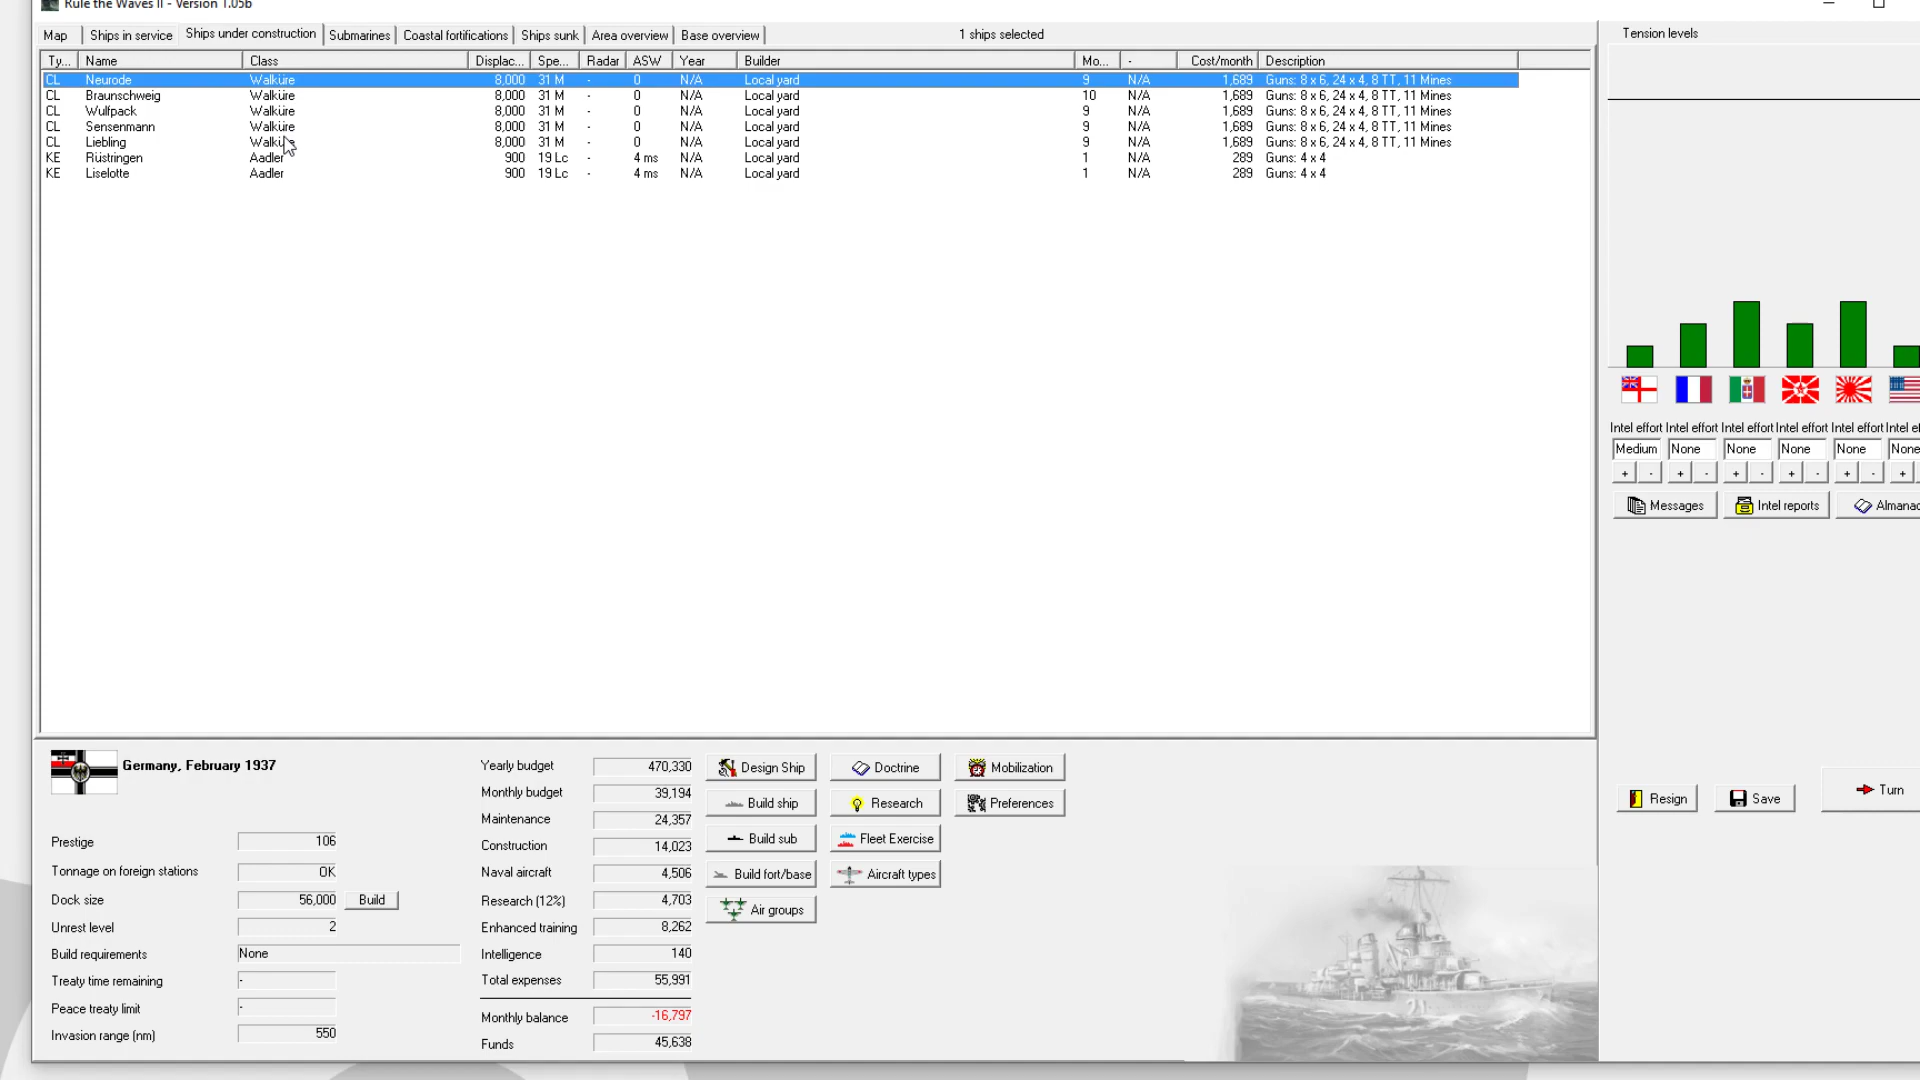 Rule the Waves II - Version 1.05b
Map Ships in service Ships under construction Submarines Coastal fortifications Ships sunk Area overview Base overview 1 ships selected Tension levels
Ty... Name Class Displac... Spe... Radar ASW Year Builder Mo... - Cost/month Description
CL Neurode Walküre 8,000 31 M - 0 N/A Local yard 9 N/A 1,689 Guns: 8 x 6, 24 x 4, 8 TT, 11 Mines
CL Braunschweig Walküre 8,000 31 M - 0 N/A Local yard 10 N/A 1,689 Guns: 8 x 6, 24 x 4, 8 TT, 11 Mines
CL Wulfpack Walküre 8,000 31 M - 0 N/A Local yard 9 N/A 1,689 Guns: 8 x 6, 24 x 4, 8 TT, 11 Mines
CL Sensenmann Walküre 8,000 31 M - 0 N/A Local yard 9 N/A 1,689 Guns: 8 x 6, 24 x 4, 8 TT, 11 Mines
CL Liebling Walküre 8,000 31 M - 0 N/A Local yard 9 N/A 1,689 Guns: 8 x 6, 24 x 4, 8 TT, 11 Mines
KE Rüstringen Aadler 900 19 Lc - 4 ms N/A Local yard 1 N/A 289 Guns: 4 x 4
KE Liselotte Aadler 900 19 Lc - 4 ms N/A Local yard 1 N/A 289 Guns: 4 x 4
Intel effort Intel effort Intel effort Intel effort Intel effort Intel ef
Medium None None None None None
+ - + - + - + - + - +
Messages Intel reports Almanac
Germany, February 1937
Prestige 106
Tonnage on foreign stations OK
Dock size 56,000 Build
Unrest level 2
Build requirements None
Treaty time remaining -
Peace treaty limit -
Invasion range (nm) 550
Yearly budget 470,330
Monthly budget 39,194
Maintenance 24,357
Construction 14,023
Naval aircraft 4,506
Research (12%) 4,703
Enhanced training 8,262
Intelligence 140
Total expenses 55,991
Monthly balance -16,797
Funds 45,638
Design Ship Doctrine Mobilization
Build ship Research Preferences
Build sub Fleet Exercise
Build fort/base Aircraft types
Air groups
Resign Save Turn